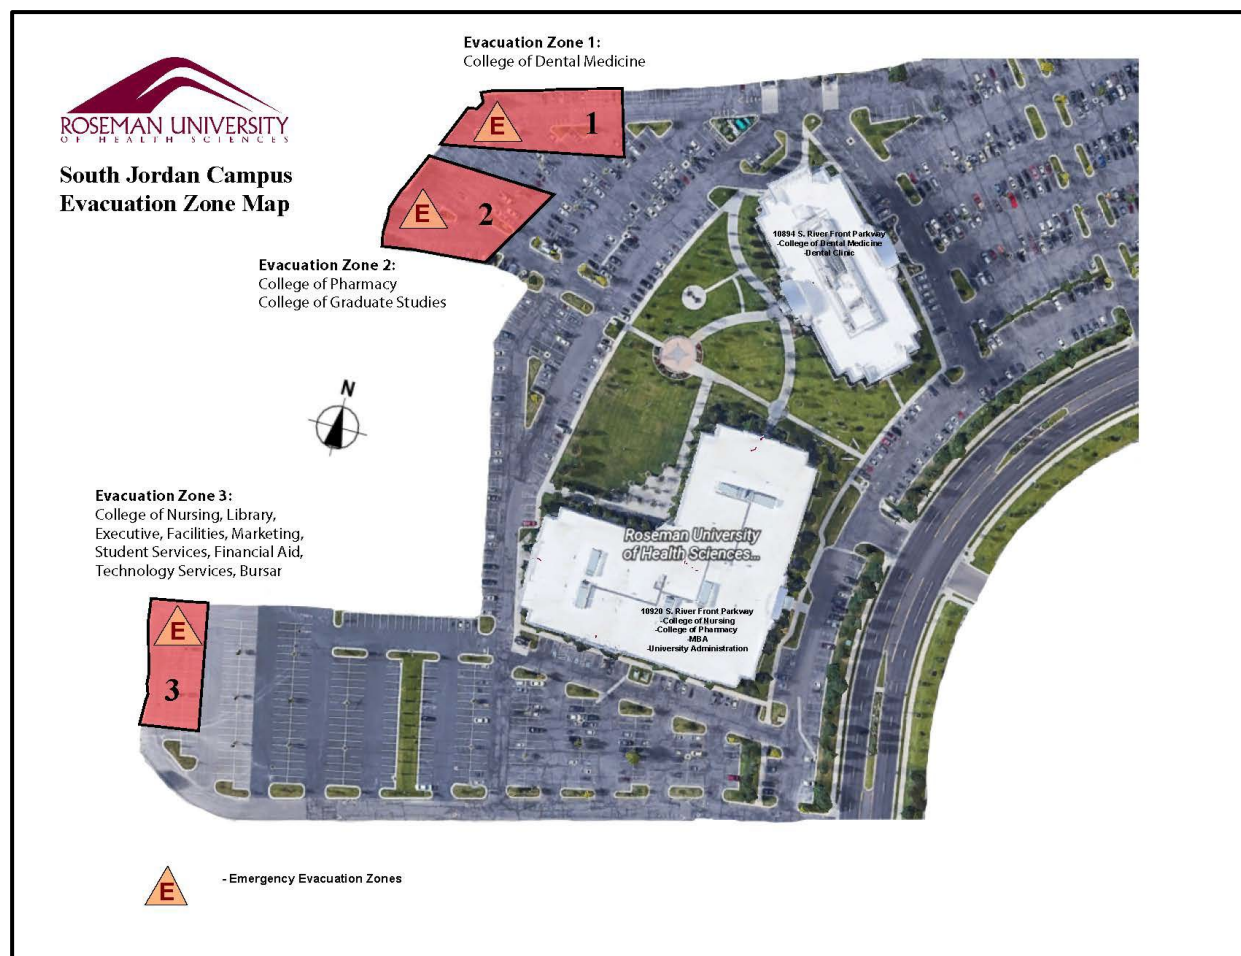 Evacuation Zone 1:
College of Dental Medicine
E
1
ROSEMAN UNIVERSITY
OF HEALTH SCIENCES
South Jordan Campus
Evacuation Zone Map
E
2
10894 S. River Front Parkway
-College of Dental Medicine
-Dental Clinic
Evacuation Zone 2:
College of Pharmacy
College of Graduate Studies
N
Evacuation Zone 3:
College of Nursing, Library,
Executive, Facilities, Marketing,
Student Services, Financial Aid,
Technology Services, Bursar
Roseman University
of Health Sciences...
E
3
10920 S. River Front Parkway
-College of Nursing
-College of Pharmacy
-MBA
-University Administration
E
- Emergency Evacuation Zones